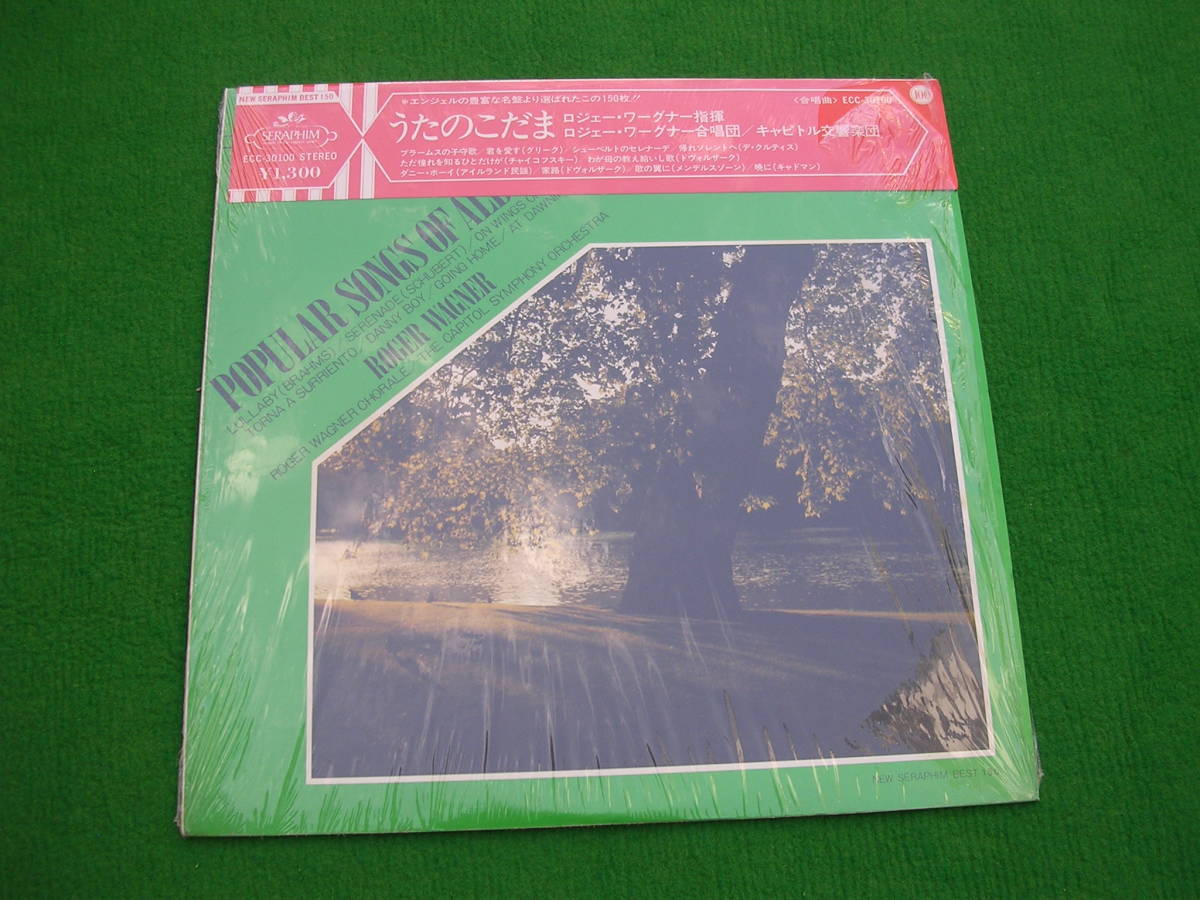 NEW SERAPHIM BEST 150
SERAPHIM
ECC-30100 STEREO
¥1,300
※エンジェルの豊富な名盤より選ばれたこの150枚!!
〈合唱曲〉 ECC-30100
100
うたのこだま
ロジェー・ワーグナー指揮
ロジェー・ワーグナー合唱団/キャピトル交響楽団
ブラームスの子守歌/君を愛す(グリーク)/シューベルトのセレナーデ/帰れソレントへ(デ・クルティス)
ただ憧れを知るひとだけが(チャイコフスキー)/わが母の教え給いし歌(ドヴォルザーク)
ダニー・ボーイ(アイルランド民謡)/家路(ドヴォルザーク)/歌の翼に(メンデルスゾーン)/暁に(キャドマン)
POPULAR SONGS OF ALL
LULLABY(BRAHMS)/SERENADE(SCHUBERT)/ON WINGS
TORNA A SURRIENTO/DANNY BOY/GOING HOME/AT DAWN
ROGER WAGNER
ROGER WAGNER CHORALE/THE CAPITOL SYMPHONY ORCHESTRA
NEW SERAPHIM BEST 150